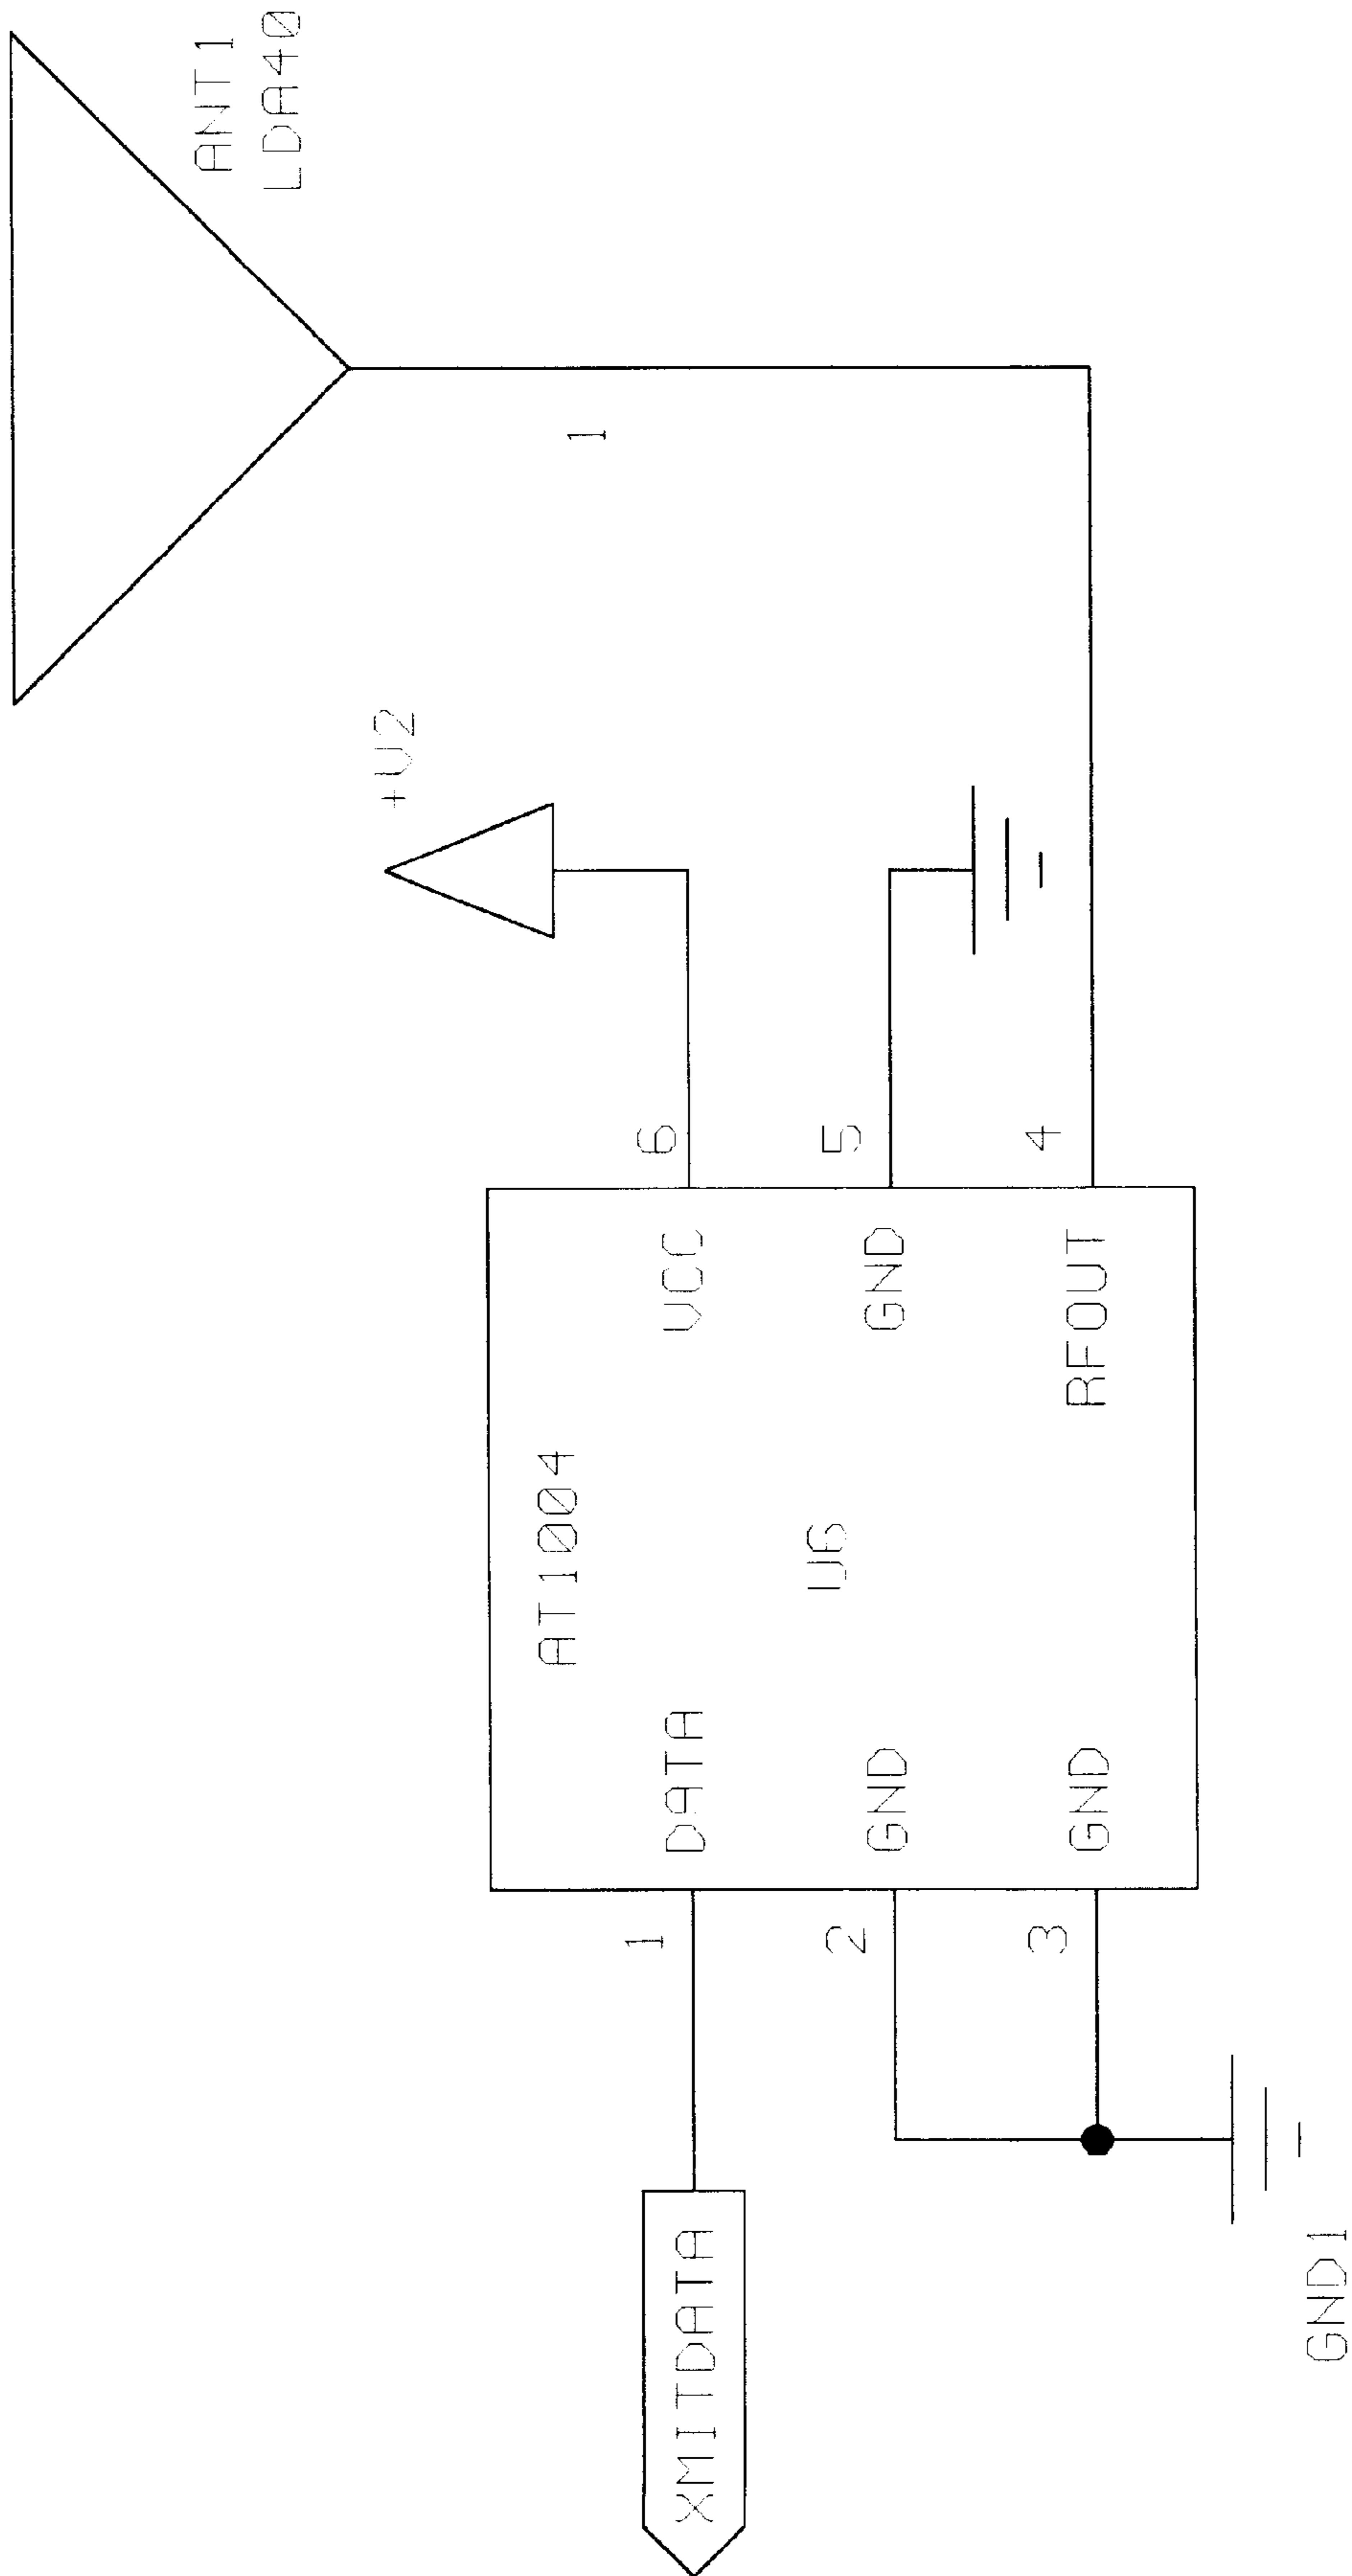 ANT1
LDA40
1
+V2
AT1004
U6
DATA
GND
GND
VCC
GND
RFOUT
1
2
3
6
5
4
XMITDATA
GND1